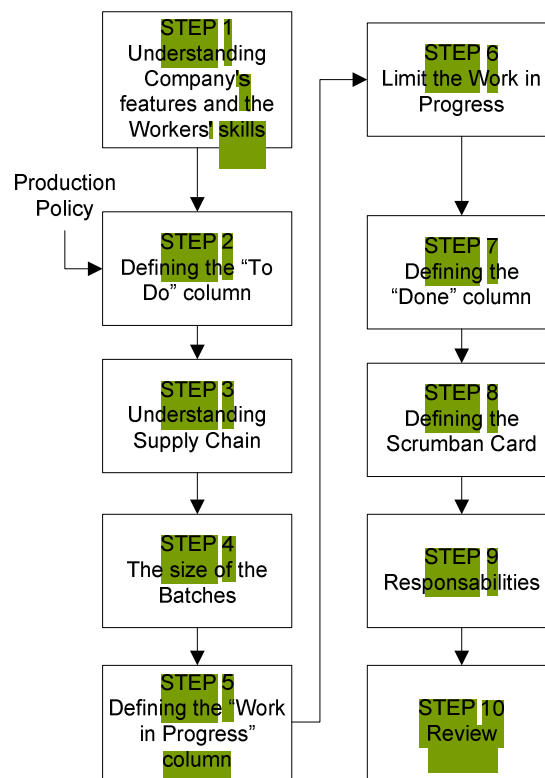 STEP 1
Understanding
Company's
features and the
Workers' skills
Production
Policy
STEP 2
Defining the “To
Do” column
STEP 3
Understanding
Supply Chain
STEP 4
The size of the
Batches
STEP 5
Defining the “Work
in Progress”
column
STEP 6
Limit the Work in
Progress
STEP 7
Defining the
“Done” column
STEP 8
Defining the
Scrumban Card
STEP 9
Responsabilities
STEP 10
Review